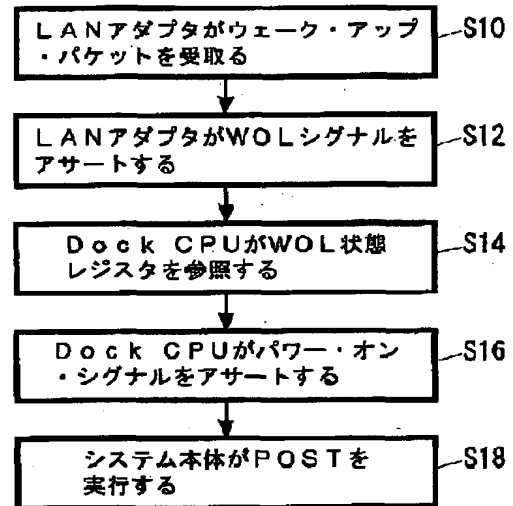 LANアダプタがウェーク・アップ
・パケットを受取る
S10
LANアダプタがWOLシグナルを
アサートする
S12
Dock CPUがWOL状態
レジスタを参照する
S14
Dock CPUがパワー・オン
・シグナルをアサートする
S16
システム本体がPOSTを
実行する
S18